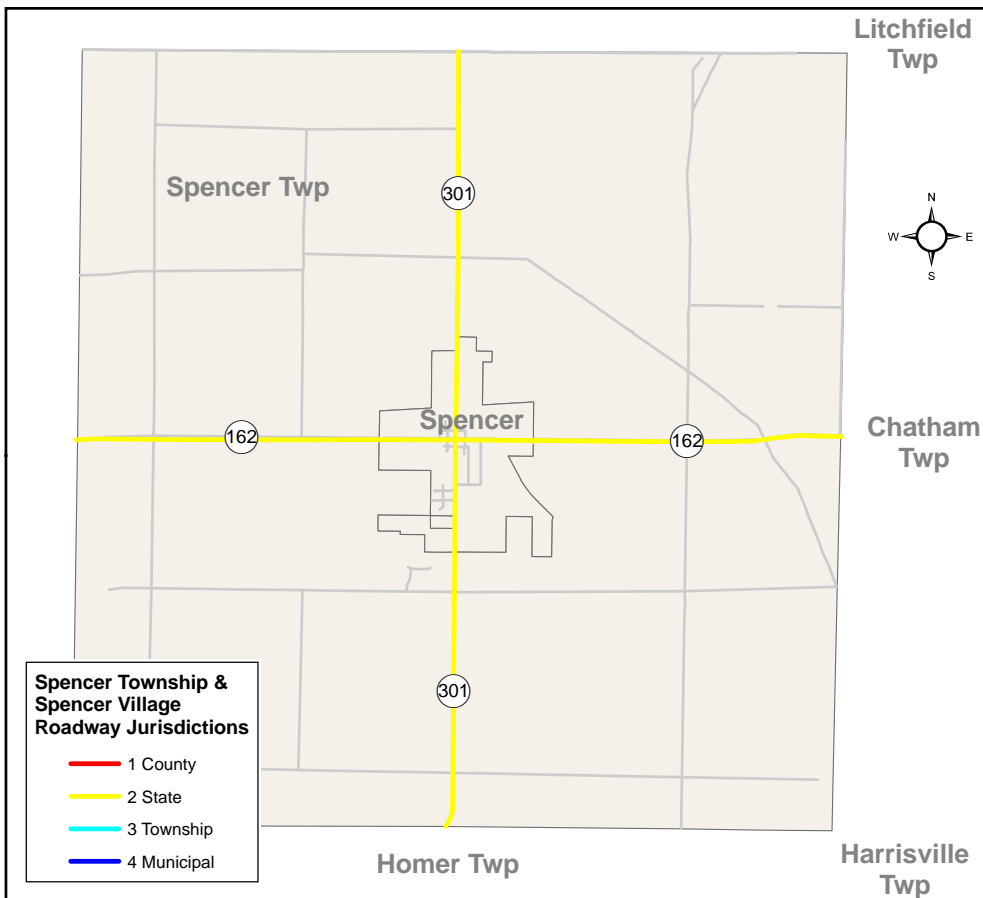 Litchfield
Twp
Spencer Twp
301
N
W E
S
Spencer
162
162
Chatham
Twp
301
Spencer Township &
Spencer Village
Roadway Jurisdictions
1 County
2 State
3 Township
4 Municipal
Homer Twp
Harrisville
Twp